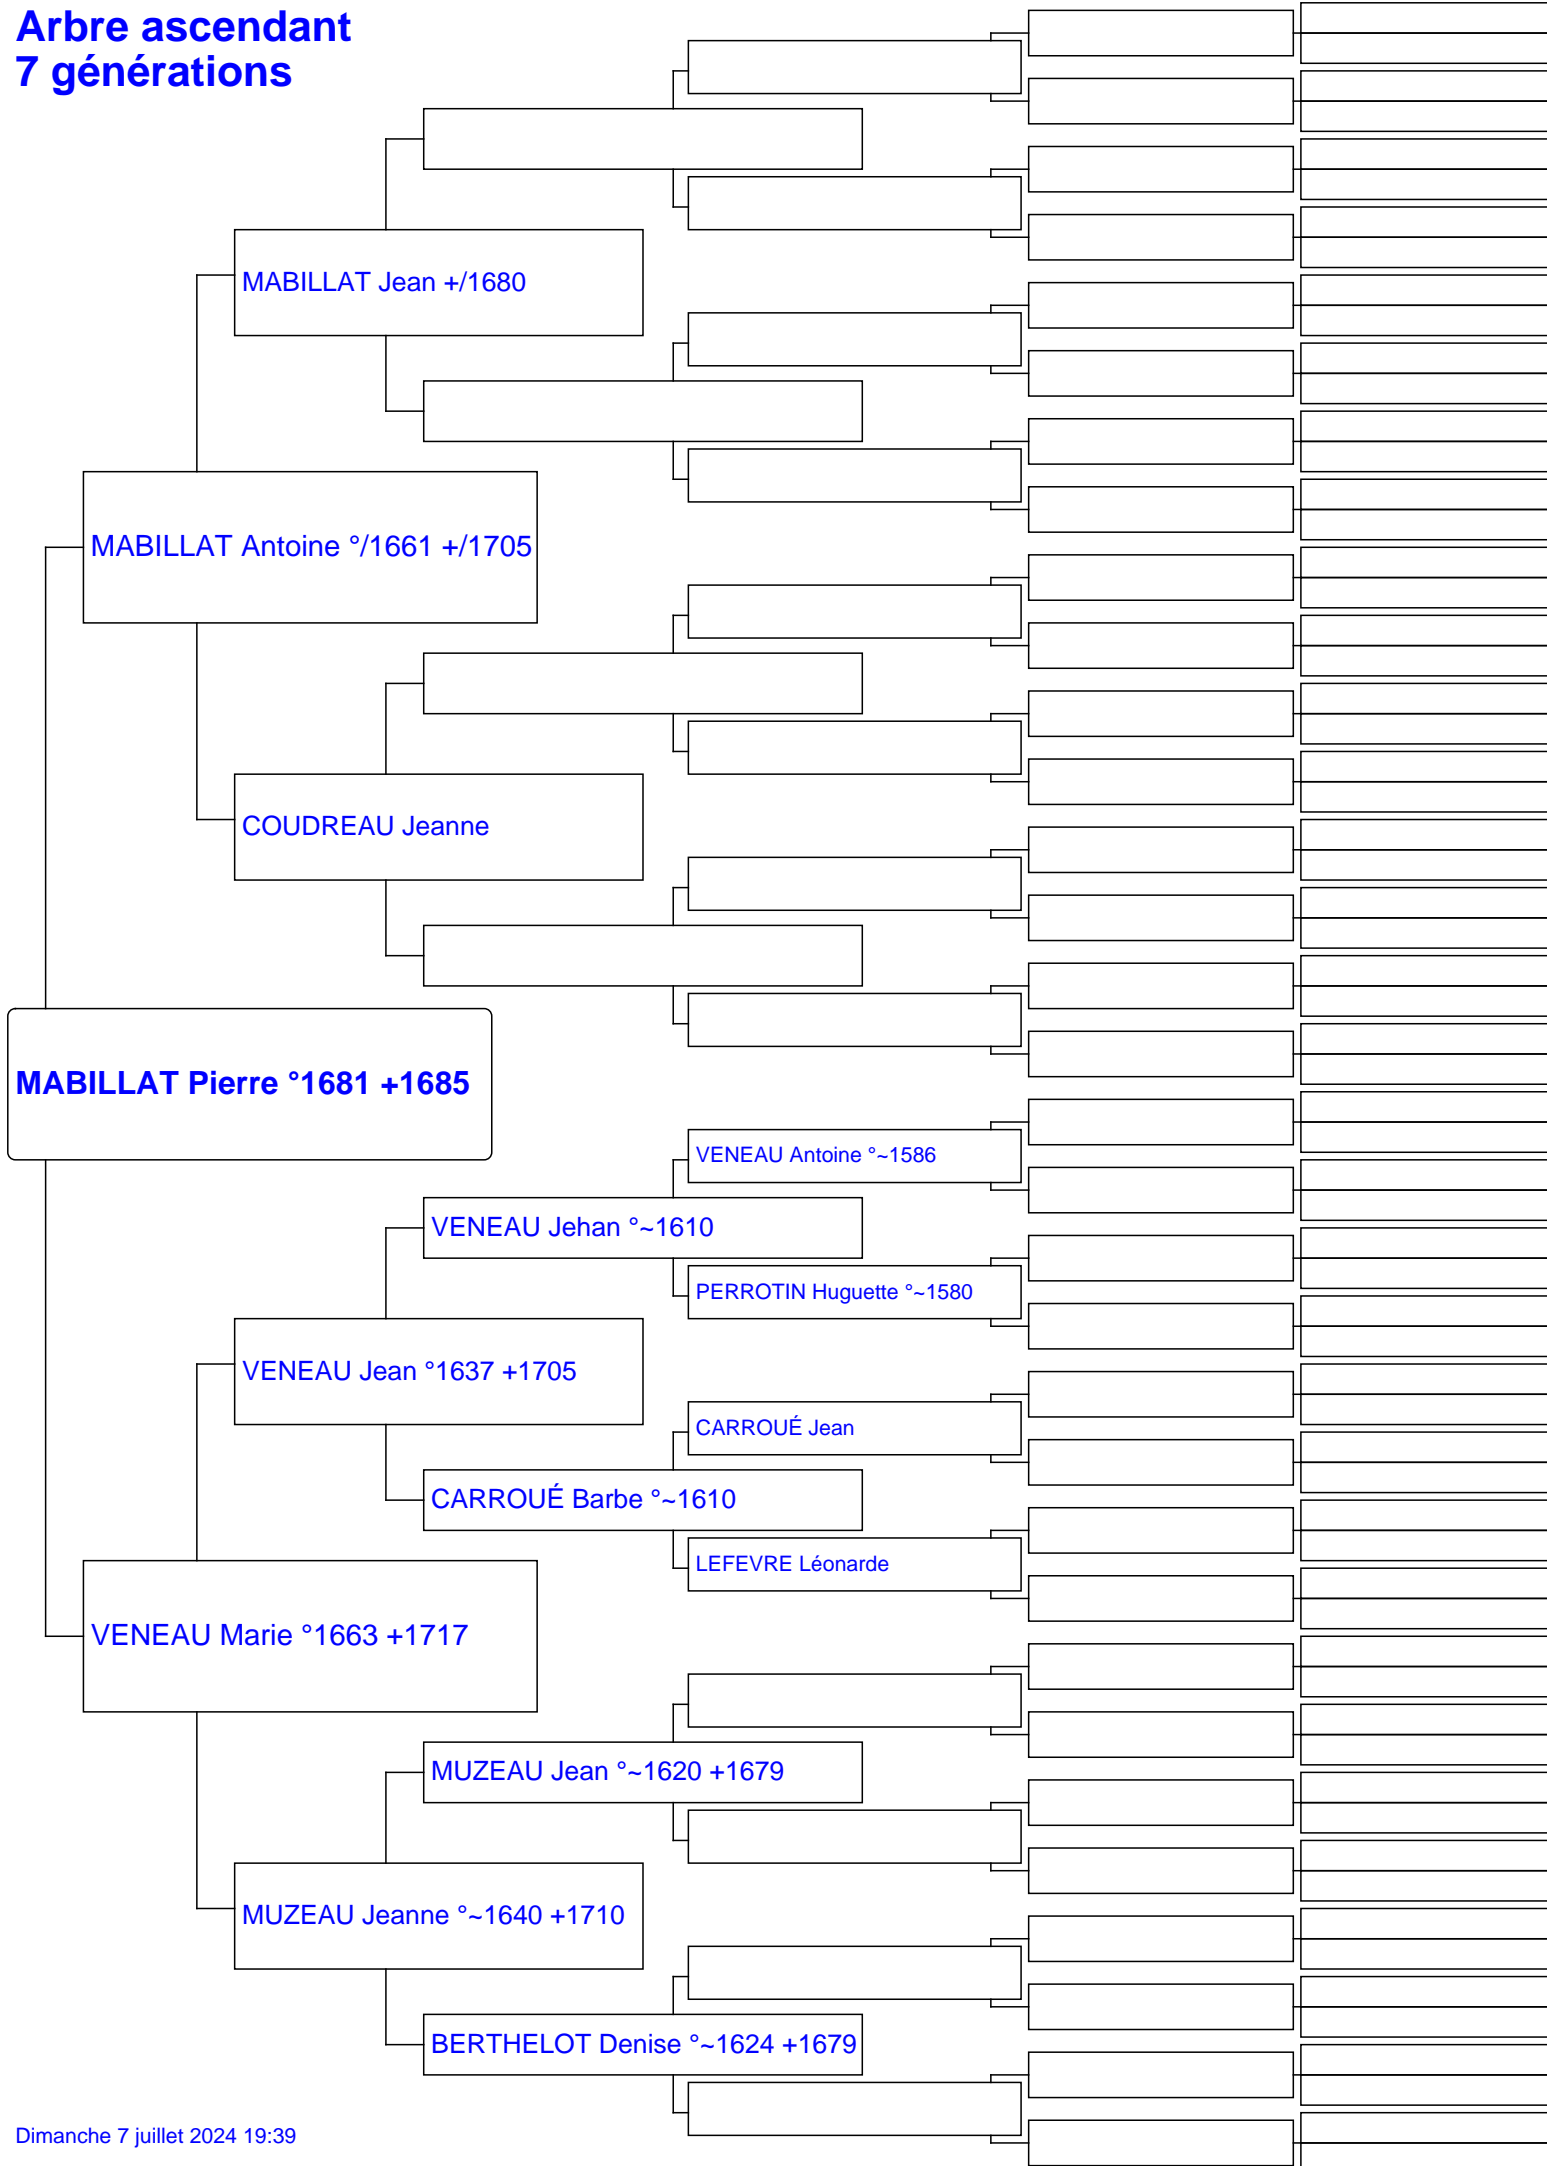 Arbre ascendant
7 générations
MABILLAT Jean +/1680
MABILLAT Antoine °/1661 +/1705
COUDREAU Jeanne
MABILLAT Pierre °1681 +1685
VENEAU Antoine °~1586
VENEAU Jehan °~1610
PERROTIN Huguette °~1580
VENEAU Jean °1637 +1705
CARROUÉ Jean
CARROUÉ Barbe °~1610
LEFEVRE Léonarde
VENEAU Marie °1663 +1717
MUZEAU Jean °~1620 +1679
MUZEAU Jeanne °~1640 +1710
BERTHELOT Denise °~1624 +1679
Dimanche 7 juillet 2024 19:39